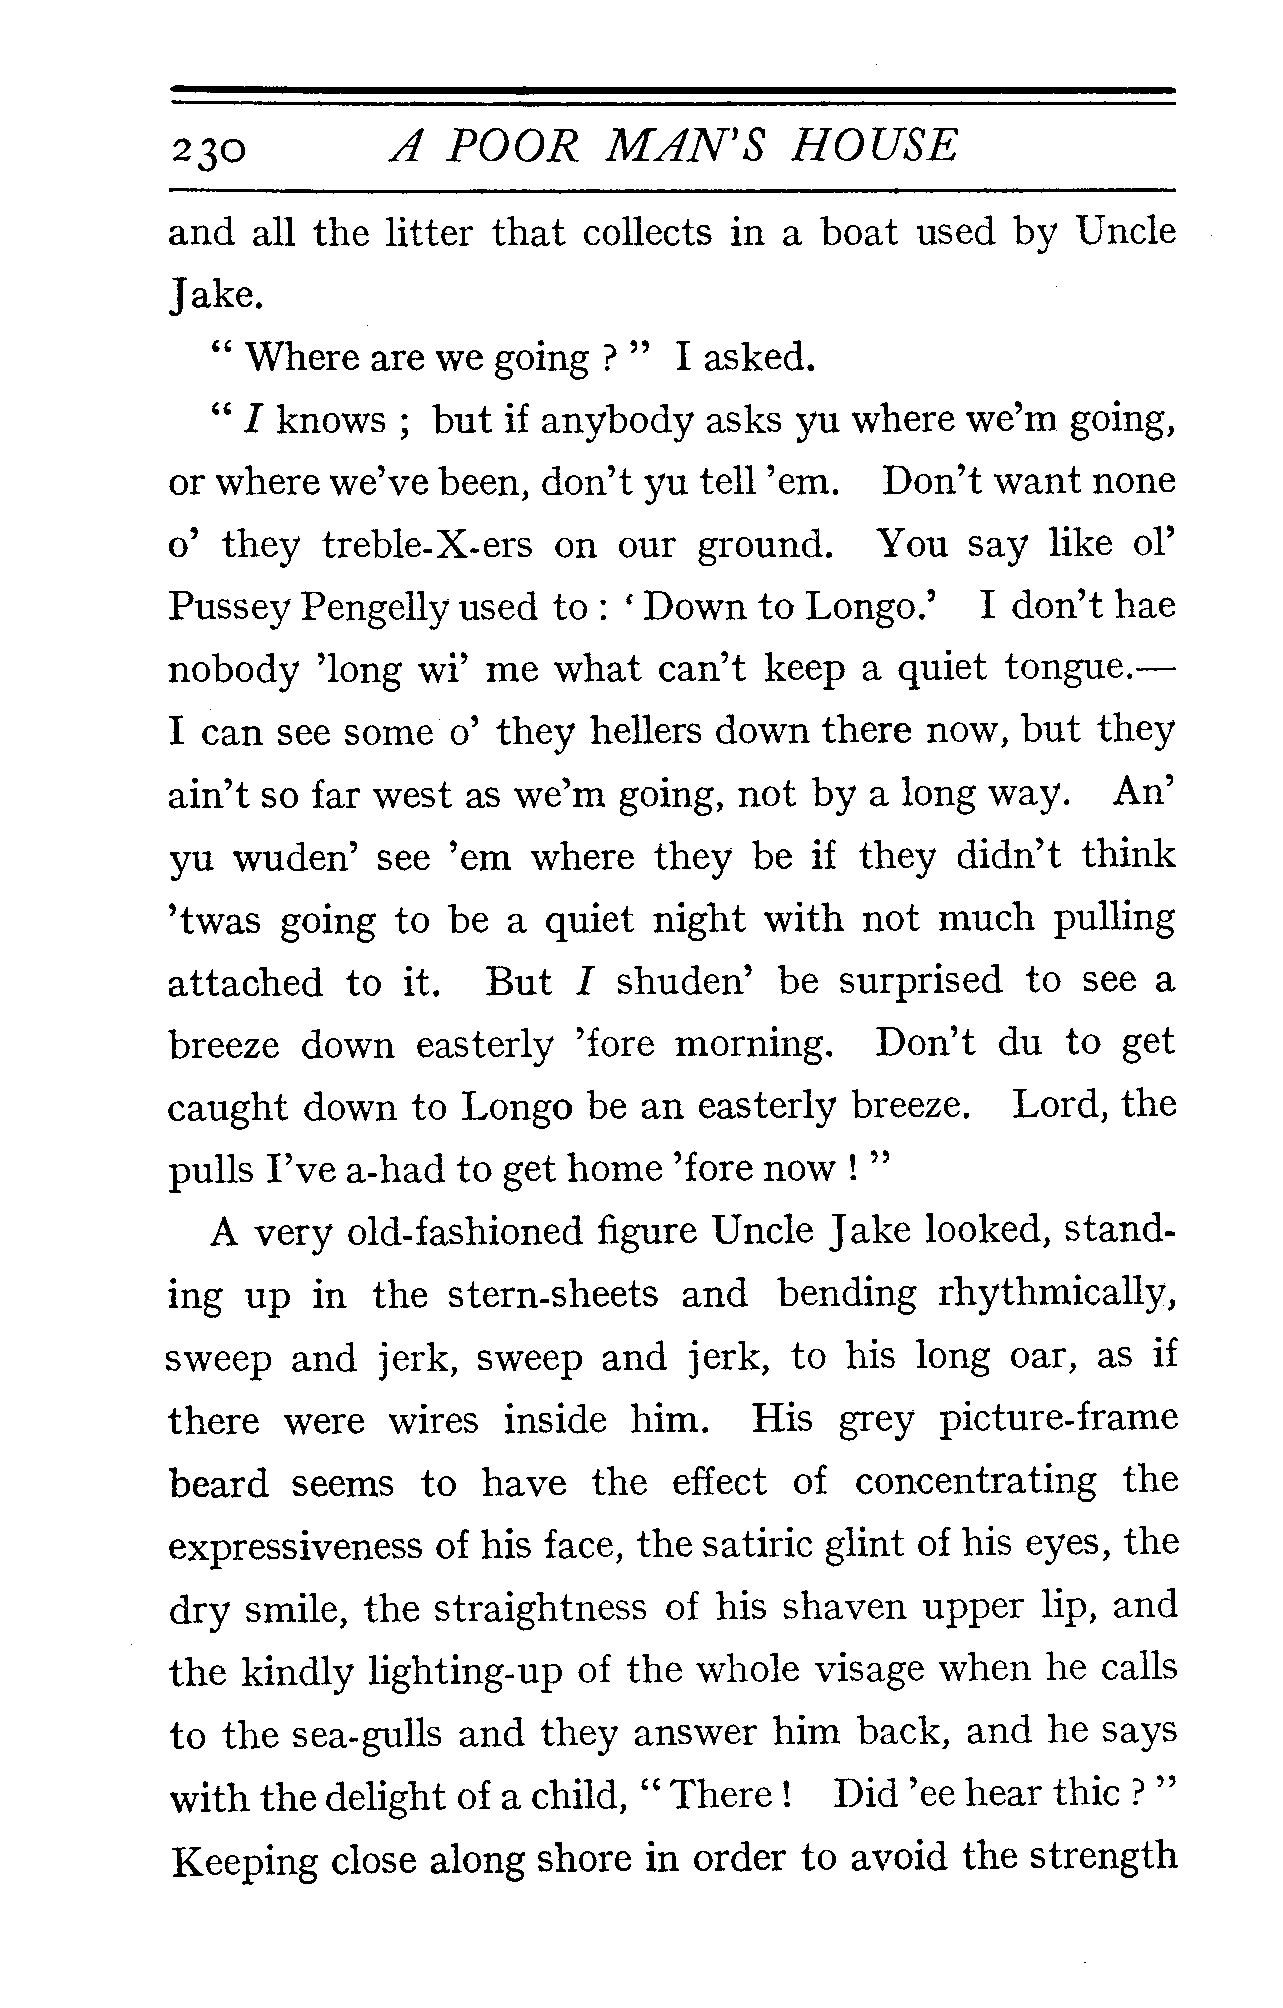 230 A POOR MAN'S HOUSE
and all the litter that collects in a boat used by Uncle
Jake.
“ Where are we going ? ” I asked.
“ I knows ; but if anybody asks yu where we’m going,
or where we’ve been, don’t yu tell ’em. Don’t want none
o’ they treble-X-ers on our ground. You say like ol’
Pussey Pengelly used to : ‘ Down to Longo.’ I don’t hae
nobody ’long wi’ me what can’t keep a quiet tongue.—
I can see some o’ they hellers down there now, but they
ain’t so far west as we’m going, not by a long way. An’
yu wuden’ see ’em where they be if they didn’t think
’twas going to be a quiet night with not much pulling
attached to it. But I shuden’ be surprised to see a
breeze down easterly ’fore morning. Don’t du to get
caught down to Longo be an easterly breeze. Lord, the
pulls I’ve a-had to get home ’fore now ! ”
A very old-fashioned figure Uncle Jake looked, stand-
ing up in the stern-sheets and bending rhythmically,
sweep and jerk, sweep and jerk, to his long oar, as if
there were wires inside him. His grey picture-frame
beard seems to have the effect of concentrating the
expressiveness of his face, the satiric glint of his eyes, the
dry smile, the straightness of his shaven upper lip, and
the kindly lighting-up of the whole visage when he calls
to the sea-gulls and they answer him back, and he says
with the delight of a child, “ There ! Did ’ee hear thic ? ”
Keeping close along shore in order to avoid the strength